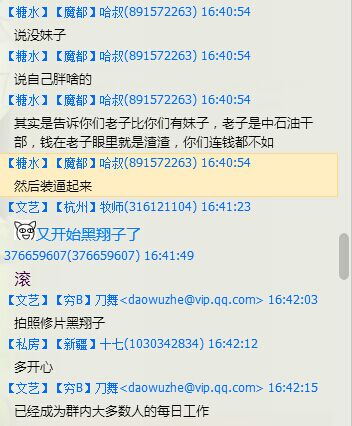 【糖水】【魔都】哈叔(891572263) 16:40:54
说没妹子
【糖水】【魔都】哈叔(891572263) 16:40:54
说自己胖啥的
【糖水】【魔都】哈叔(891572263) 16:40:54
其实是告诉你们老子比你们有妹子，老子是中石油干
部，钱在老子眼里就是渣渣，你们连钱都不如
【糖水】【魔都】哈叔(891572263) 16:40:54
然后装逼起来
【文艺】【杭州】牧师(316121104) 16:41:23
又开始黑翔子了
376659607(376659607) 16:41:49
滚
【文艺】【穷B】刀舞<daowuzhe@vip.qq.com> 16:42:03
拍照修片黑翔子
【私房】【新疆】十七(1030342834) 16:42:12
多开心
【文艺】【穷B】刀舞<daowuzhe@vip.qq.com> 16:42:15
已经成为群内大多数人的每日工作